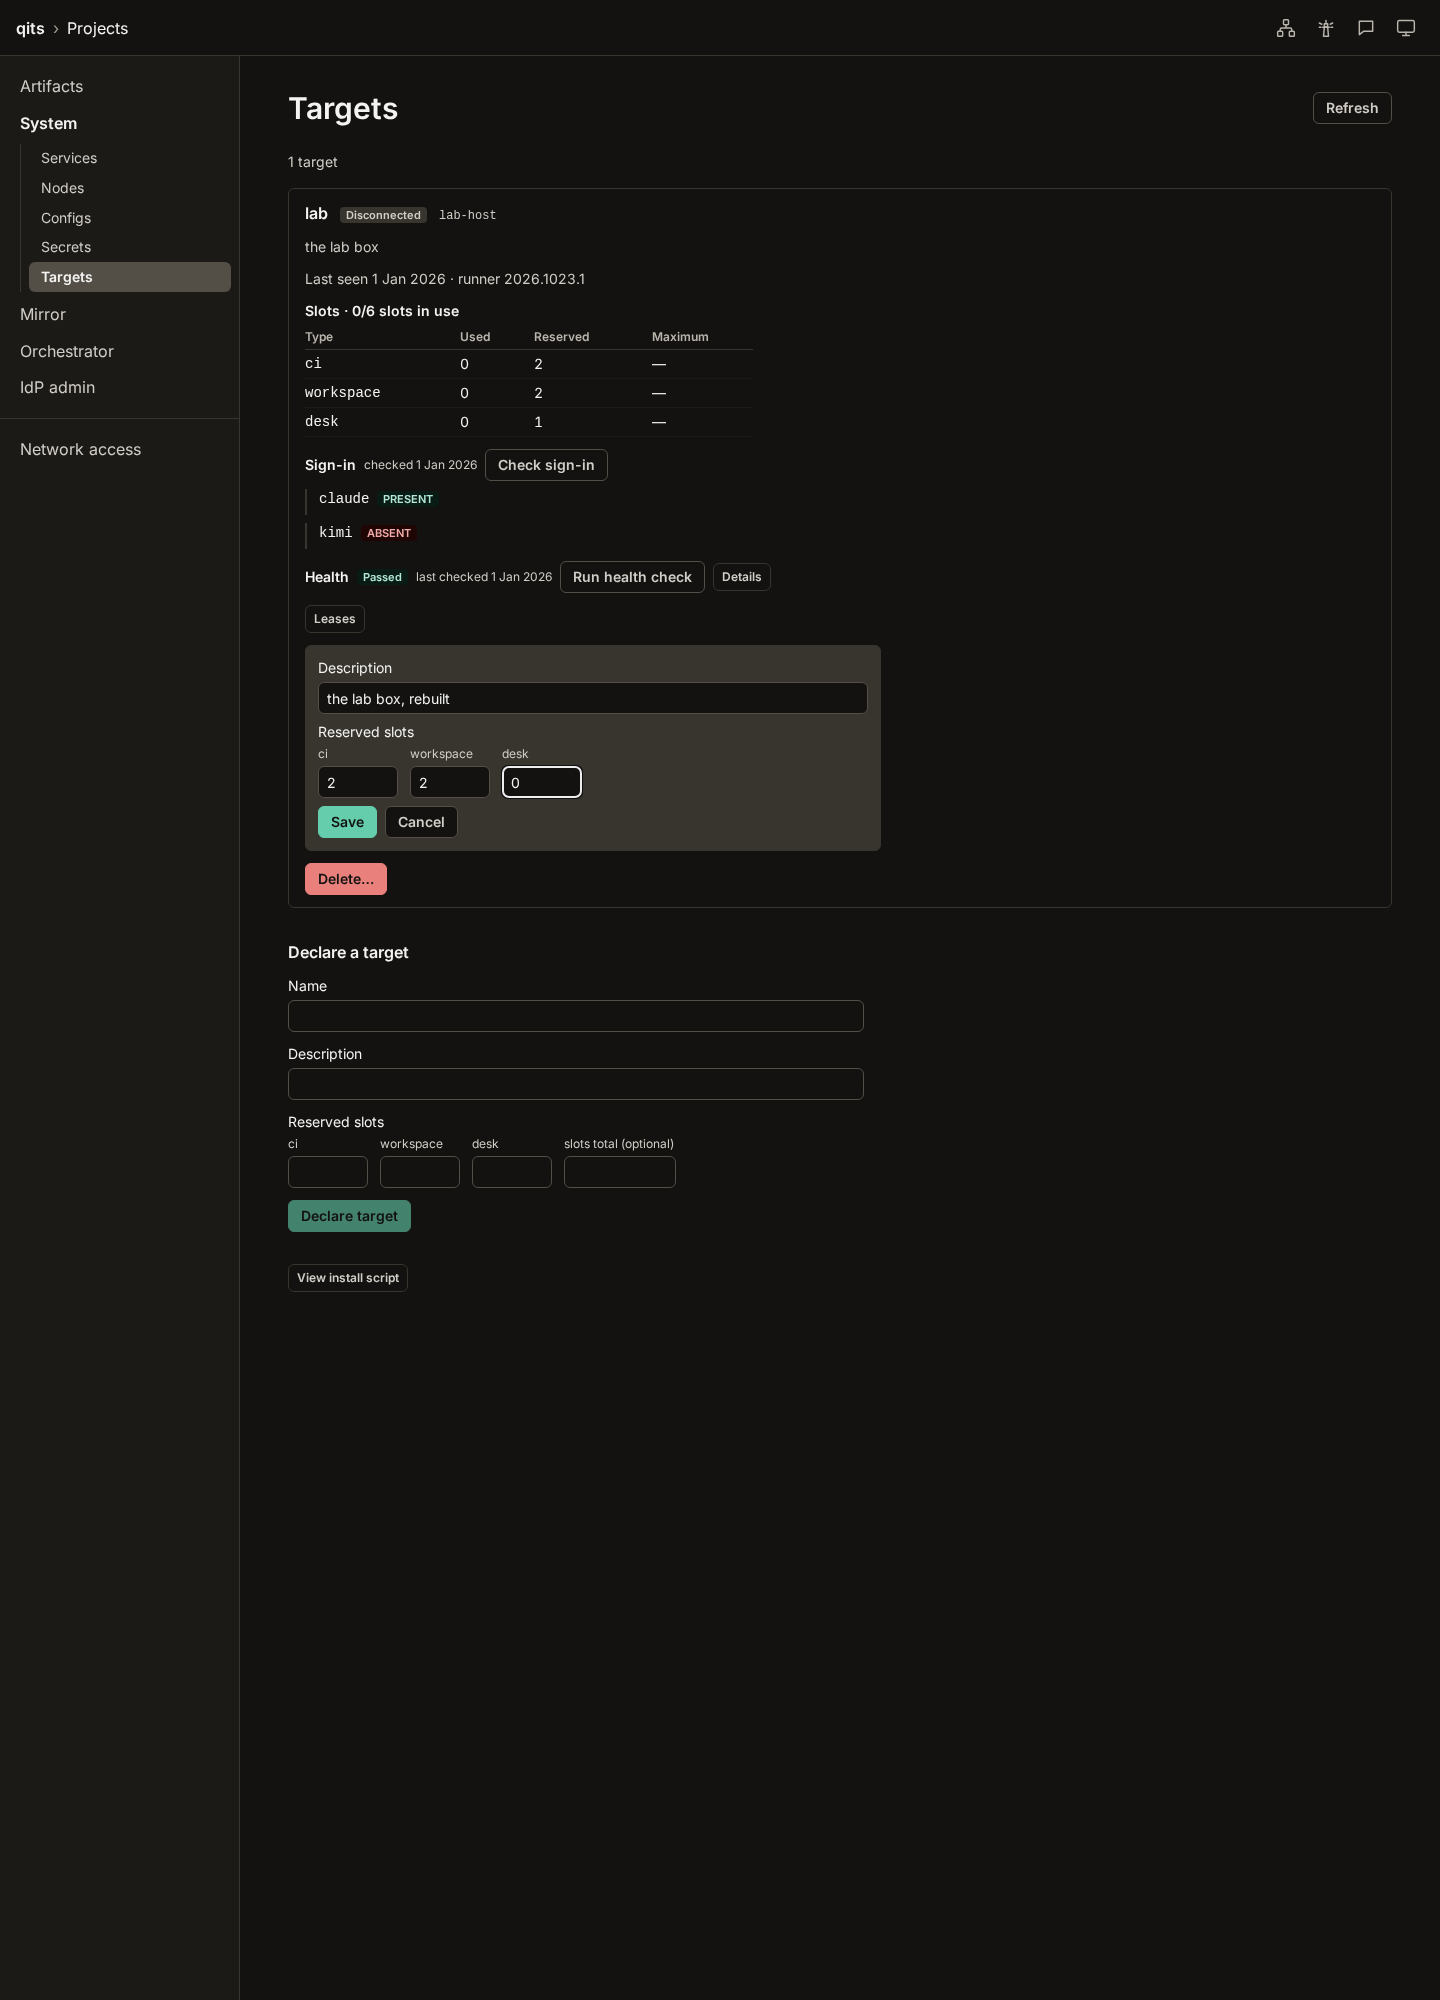 qits › Projects
Artifacts
System
Services
Nodes
Configs
Secrets
Targets
Mirror
Orchestrator
IdP admin
Network access
Targets
Refresh
1 target
lab Disconnected lab-host
the lab box
Last seen 1 Jan 2026 · runner 2026.1023.1
Slots · 0/6 slots in use
Type Used Reserved Maximum
ci 0 2 —
workspace 0 2 —
desk 0 1 —
Sign-in checked 1 Jan 2026 Check sign-in
claude PRESENT
kimi ABSENT
Health Passed last checked 1 Jan 2026 Run health check Details
Leases
Description
the lab box, rebuilt
Reserved slots
ci workspace desk
2 2 0
Save Cancel
Delete…
Declare a target
Name
Description
Reserved slots
ci workspace desk slots total (optional)
Declare target
View install script